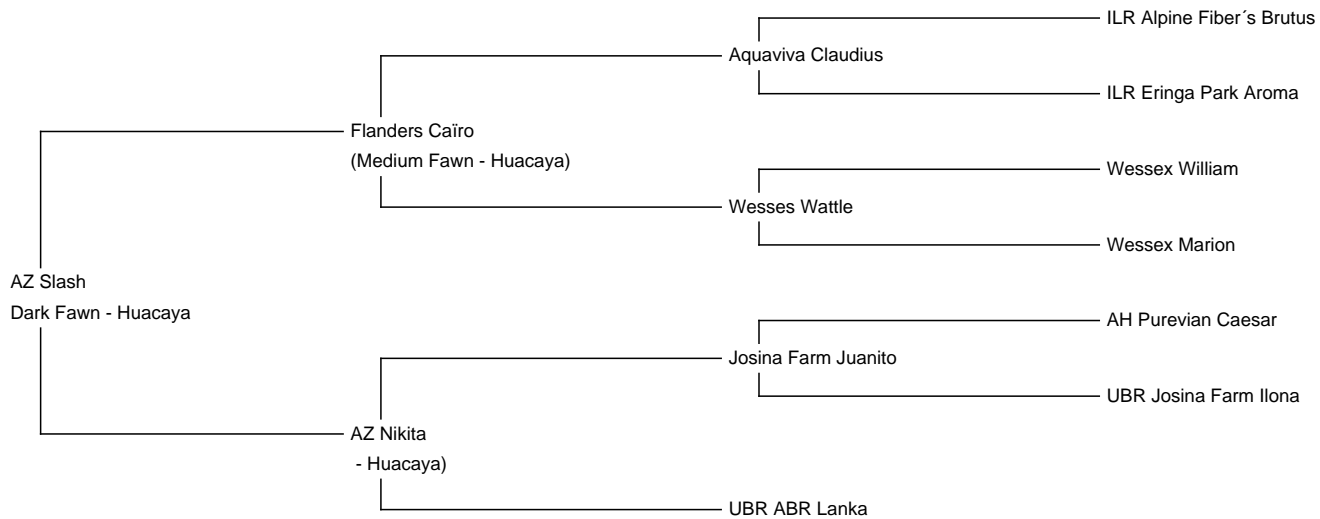 ILR Alpine Fiber´s Brutus
Aquaviva Claudius
ILR Eringa Park Aroma
Flanders Caïro
(Medium Fawn - Huacaya)
Wessex William
Wesses Wattle
Wessex Marion
AZ Slash
Dark Fawn - Huacaya
AH Purevian Caesar
Josina Farm Juanito
UBR Josina Farm Ilona
AZ Nikita
- Huacaya)
UBR ABR Lanka